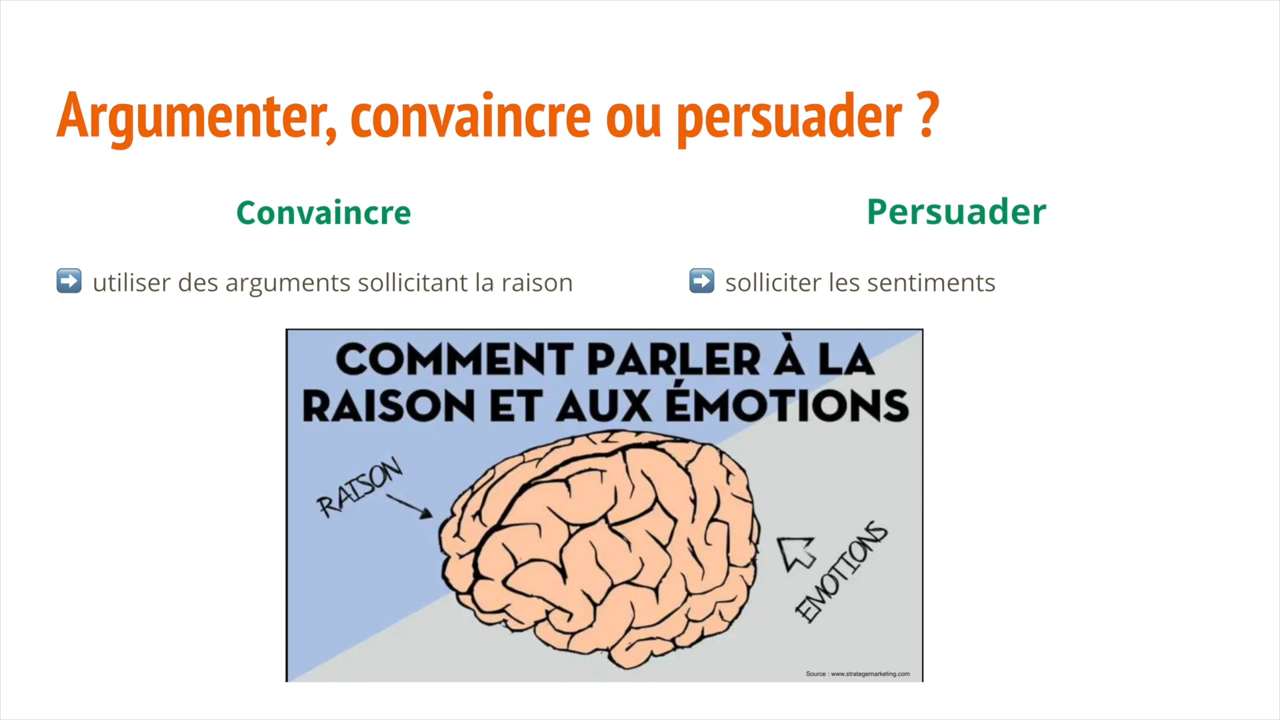 Argumenter, convaincre ou persuader ?
Convaincre
Persuader
➡ utiliser des arguments sollicitant la raison
➡ solliciter les sentiments
COMMENT PARLER À LA
RAISON ET AUX ÉMOTIONS
RAISON
EMOTIONS
Source : www.strategemarketing.com